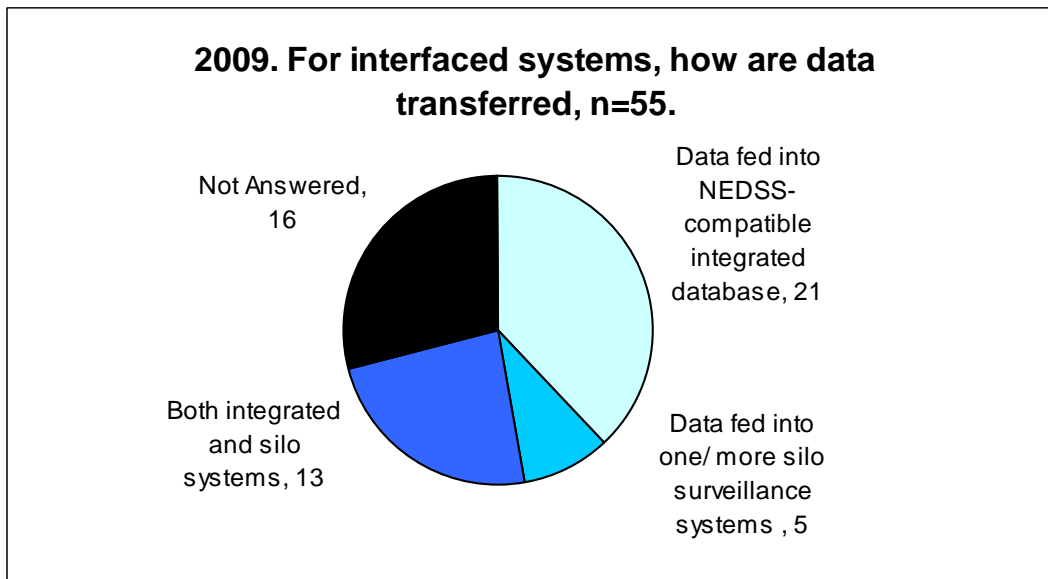 2009. For interfaced systems, how are data
transferred, n=55.
Data fed into
NEDSS-
compatible
integrated
database, 21
Data fed into
one/ more silo
surveillance
systems , 5
Both integrated
and silo
systems, 13
Not Answered,
16